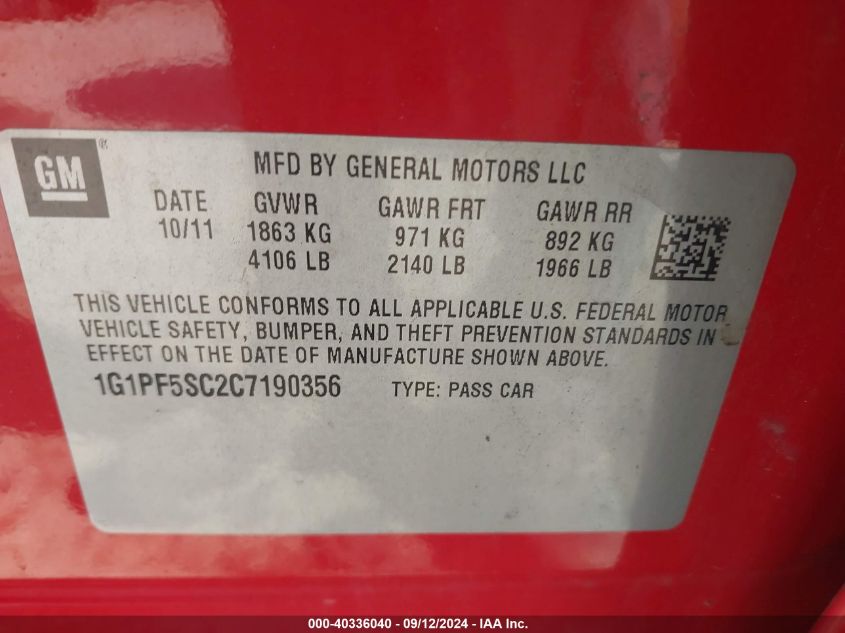 GM®
MFD BY GENERAL MOTORS LLC
DATE GVWR GAWR FRT GAWR RR
10/11 1863 KG 971 KG 892 KG
4106 LB 2140 LB 1966 LB
THIS VEHICLE CONFORMS TO ALL APPLICABLE U.S. FEDERAL MOTOR
VEHICLE SAFETY, BUMPER, AND THEFT PREVENTION STANDARDS IN
EFFECT ON THE DATE OF MANUFACTURE SHOWN ABOVE.
1G1PF5SC2C7190356 TYPE: PASS CAR
000-40336040 - 09/12/2024 - IAA Inc.